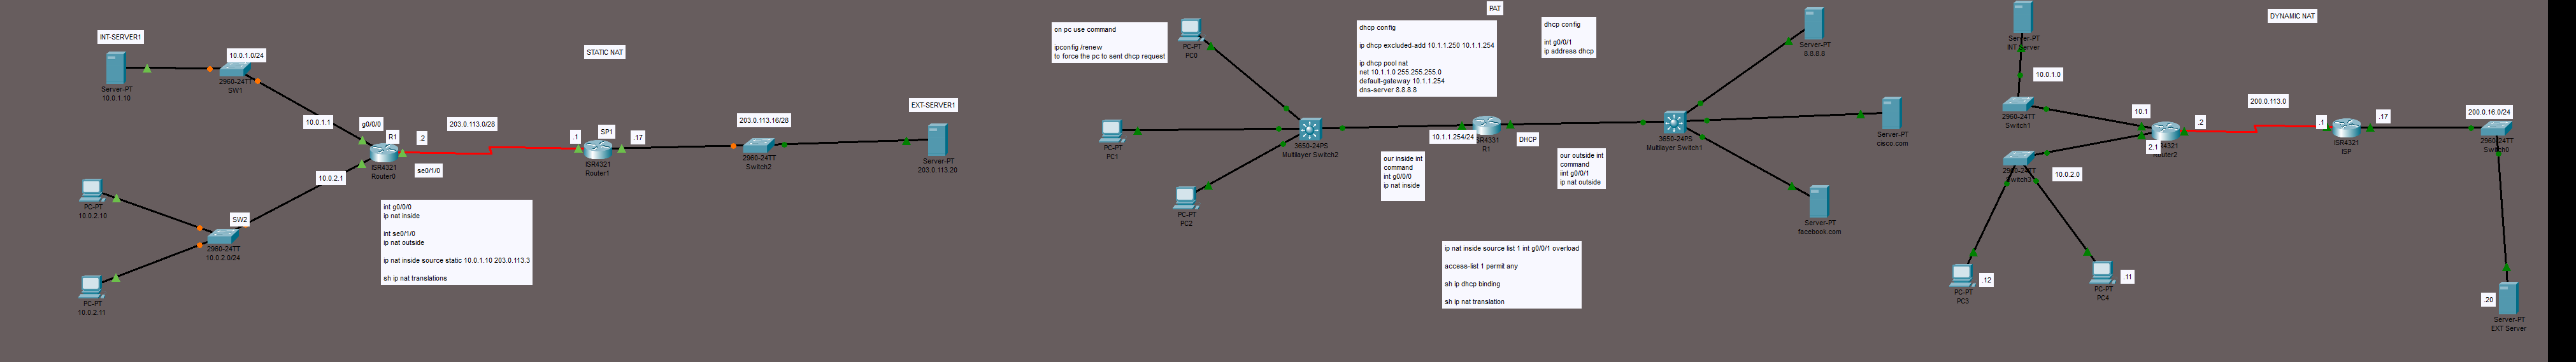 INT-SERVER1
10.0.1.0/24
Server-PT
10.0.1.10
2960-24TT
SW1
STATIC NAT
10.0.1.1
g0/0/0
R1
.2
203.0.113.0/28
ISR4321
Router0
se0/1/0
.1
SP1
.17
ISR4321
Router1
203.0.113.16/28
2960-24TT
Switch2
EXT-SERVER1
Server-PT
203.0.113.20
10.0.2.1
PC-PT
10.0.2.10
SW2
2960-24TT
10.0.2.0/24
PC-PT
10.0.2.11
int g0/0/0
ip nat inside
int se0/1/0
ip nat outside
ip nat inside source static 10.0.1.10 203.0.113.3
sh ip nat translations
PAT
on pc use command
ipconfig /renew
to force the pc to sent dhcp request
PC-PT
PC0
PC-PT
PC1
PC-PT
PC2
dhcp config
ip dhcp excluded-add 10.1.1.250 10.1.1.254
ip dhcp pool nat
net 10.1.1.0 255.255.255.0
default-gateway 10.1.1.254
dns-server 8.8.8.8
dhcp config
int g0/0/1
ip address dhcp
3650-24PS
Multilayer Switch2
10.1.1.254/24
R1
DHCP
our inside int
command
int g0/0/0
ip nat inside
our outside int
command
iint g0/0/1
ip nat outside
3650-24PS
Multilayer Switch1
Server-PT
8.8.8.8
Server-PT
cisco.com
Server-PT
facebook.com
ip nat inside source list 1 int g0/0/1 overload
access-list 1 permit any
sh ip dhcp binding
sh ip nat translation
DYNAMIC NAT
Server-PT
INT Server
10.0.1.0
2960-24TT
Switch1
10.1
.2
200.0.113.0
.1
.17
200.0.16.0/24
2.1
Router2
ISR4321
ISP
2960-24TT
Switch0
2960-24TT
10.0.2.0
PC-PT
PC3
.12
PC-PT
PC4
.11
.20
Server-PT
EXT Server